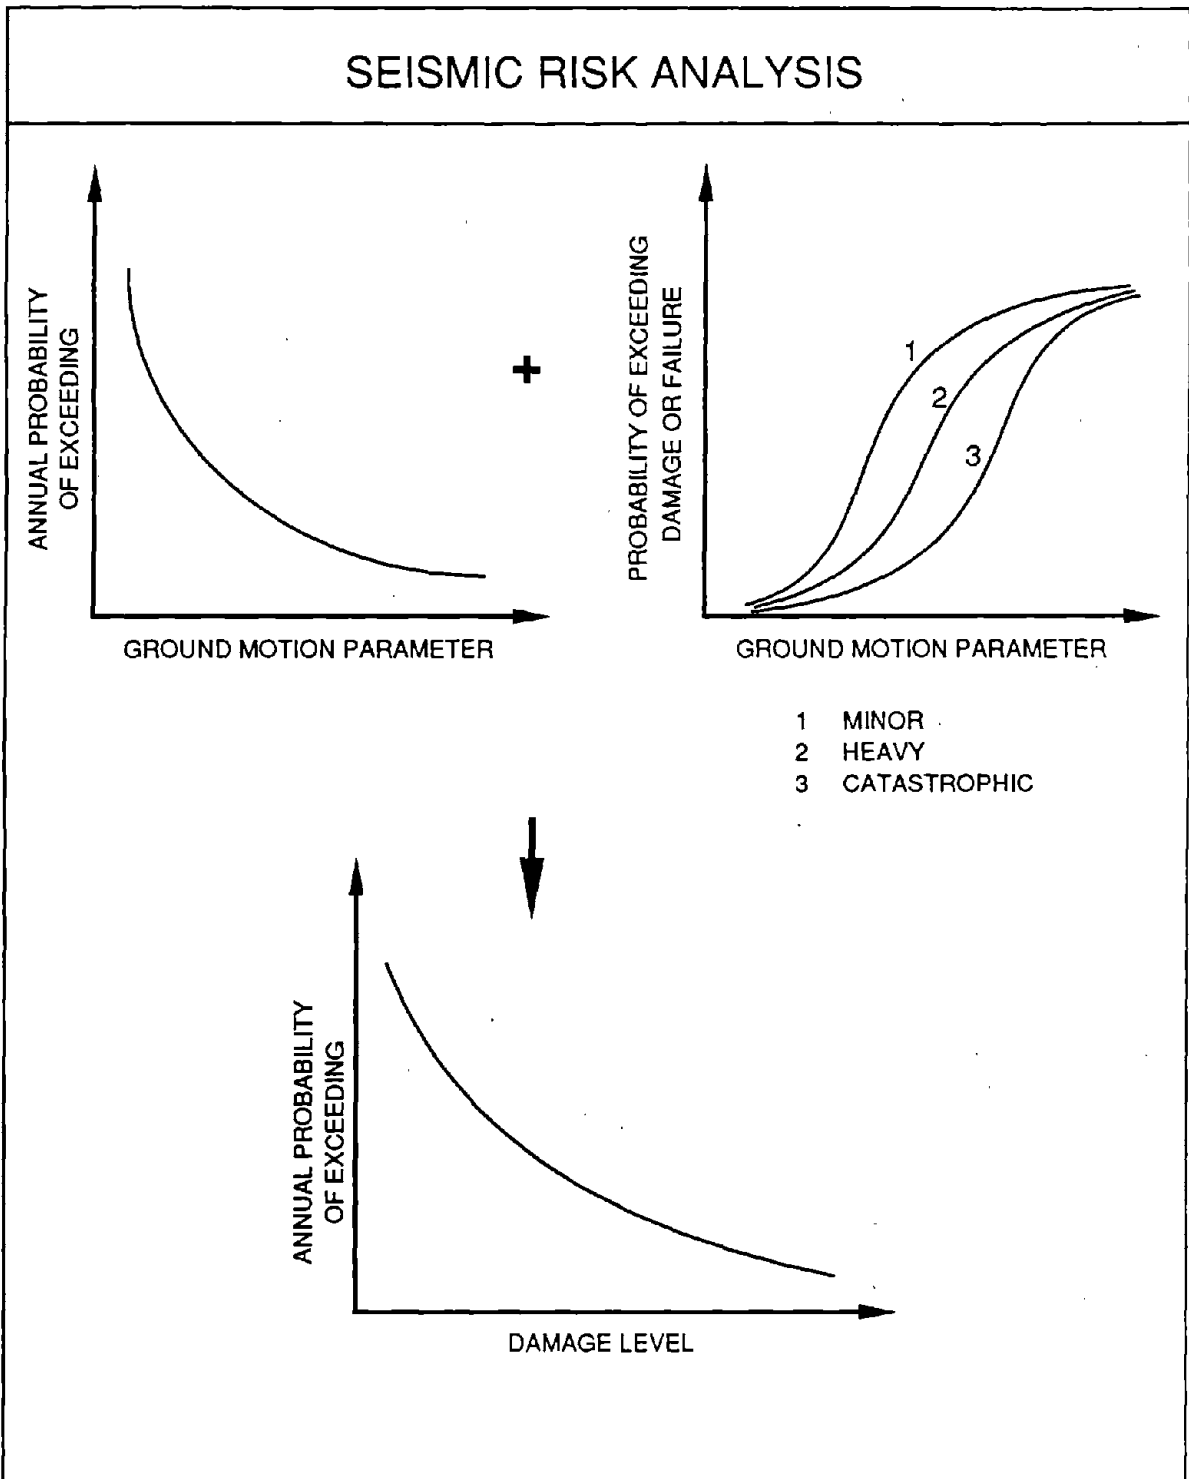 SEISMIC RISK ANALYSIS
ANNUAL PROBABILITY
OF EXCEEDING
GROUND MOTION PARAMETER
+
PROBABILITY OF EXCEEDING
DAMAGE OR FAILURE
1
2
3
GROUND MOTION PARAMETER
1 MINOR
2 HEAVY
3 CATASTROPHIC
ANNUAL PROBABILITY
OF EXCEEDING
DAMAGE LEVEL